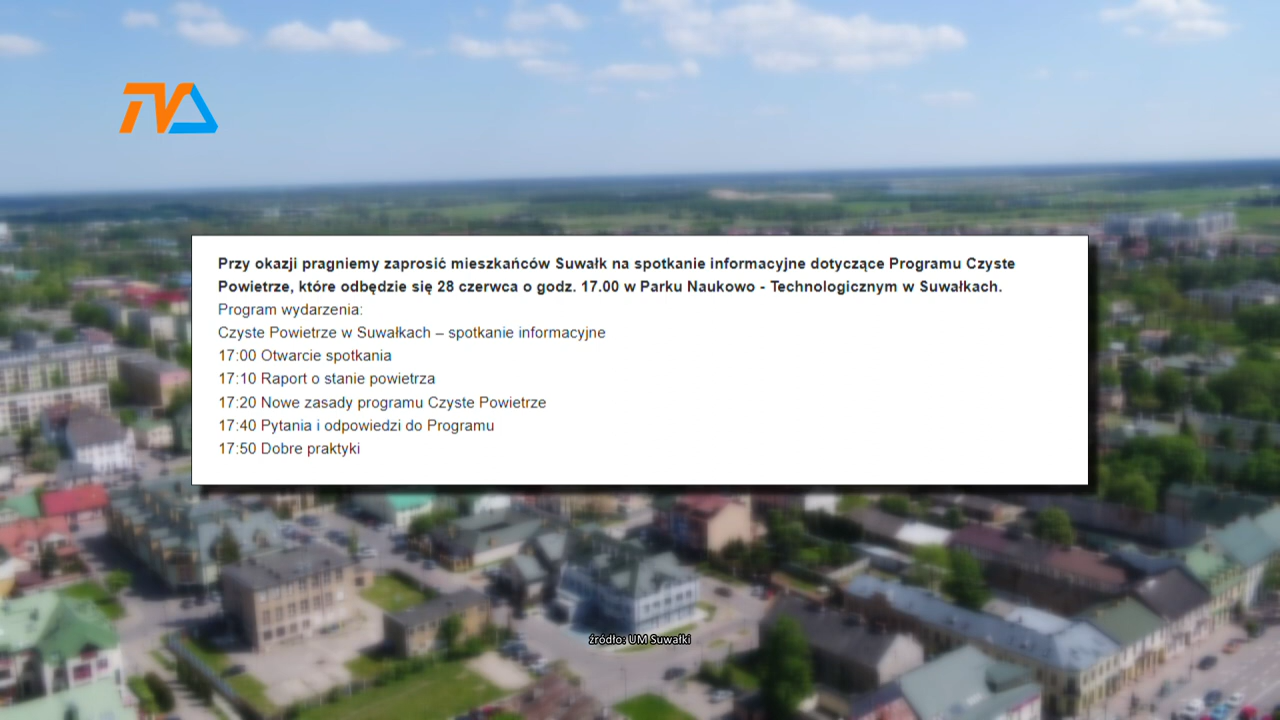 TVA
Przy okazji pragniemy zaprosić mieszkańców Suwałk na spotkanie informacyjne dotyczące Programu Czyste
Powietrze, które odbędzie się 28 czerwca o godz. 17.00 w Parku Naukowo - Technologicznym w Suwałkach.
Program wydarzenia:
Czyste Powietrze w Suwałkach – spotkanie informacyjne
17:00 Otwarcie spotkania
17:10 Raport o stanie powietrza
17:20 Nowe zasady programu Czyste Powietrze
17:40 Pytania i odpowiedzi do Programu
17:50 Dobre praktyki
źródło: UM Suwałki